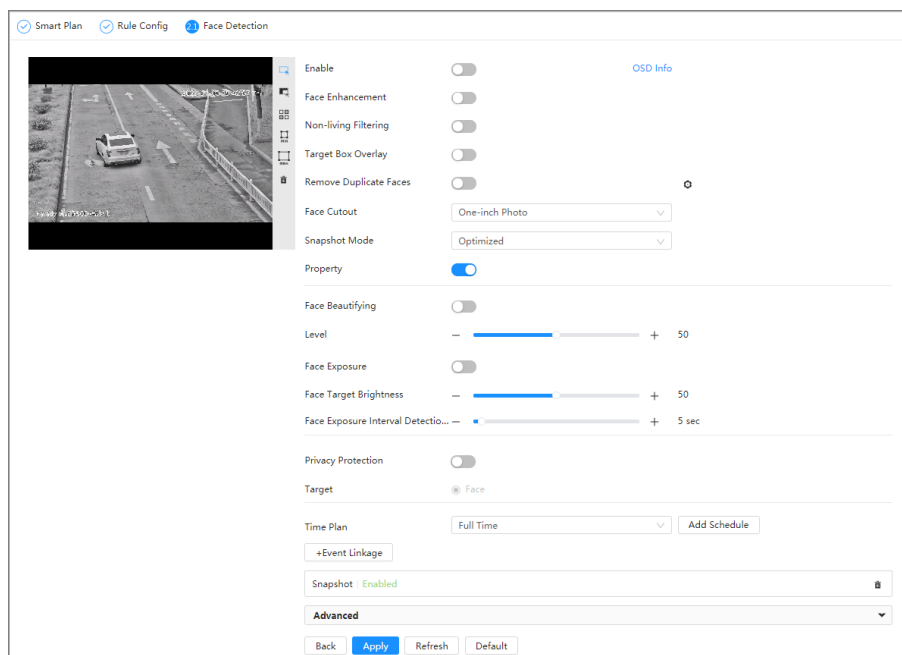 Smart Plan Rule Config 2.1 Face Detection
Enable OSD Info
Face Enhancement
Non-living Filtering
Target Box Overlay
Remove Duplicate Faces
Face Cutout One-inch Photo
Snapshot Mode Optimized
Property
Face Beautifying
Level − + 50
Face Exposure
Face Target Brightness − + 50
Face Exposure Interval Detectio... − + 5 sec
Privacy Protection
Target Face
Time Plan Full Time Add Schedule
+Event Linkage
Snapshot Enabled
Advanced
Back Apply Refresh Default